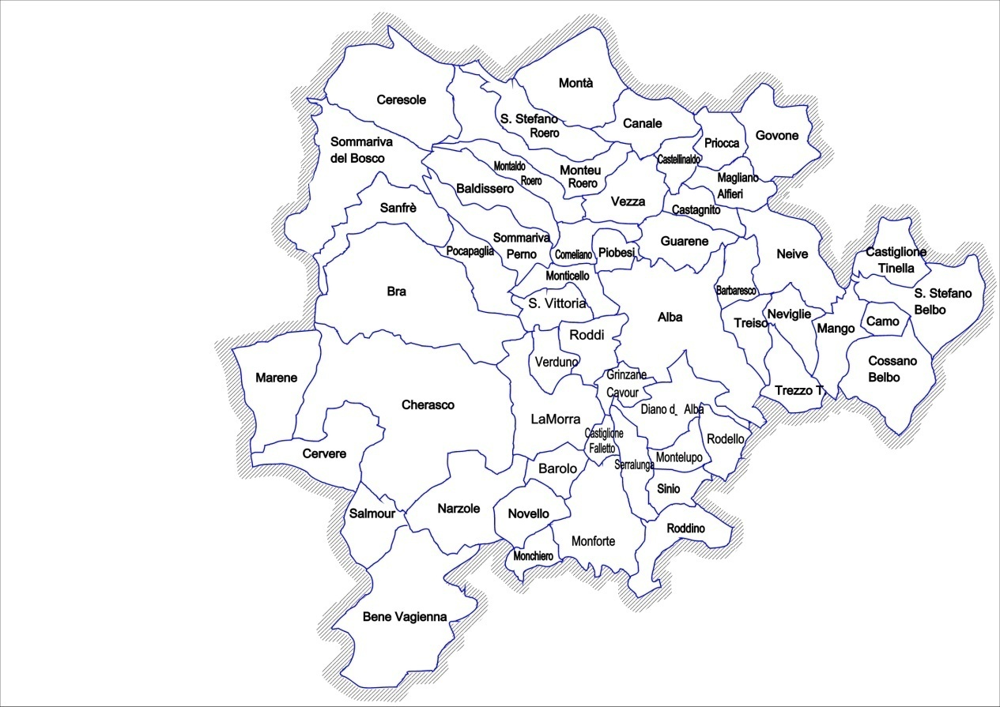 Montà
Ceresole
S. Stefano
Roero
Canale
Govone
Priocca
Sommariva
del Bosco
Castellinaldo
Montaldo
Roero
Monteu
Roero
Magliano
Alfieri
Baldissero
Vezza
Castagnito
Sanfrè
Sommariva
Perno
Guarene
Pocapaglia
Corneliano
Piobesi
Neive
Castiglione
Tinella
Monticello
Bra
Barbaresco
S. Stefano
Belbo
S. Vittoria
Alba
Neviglie
Treiso
Mango
Camo
Roddi
Verduno
Cossano
Belbo
Marene
Grinzane
Cavour
Trezzo T.
Cherasco
Diano d_ Alba
LaMorra
Castiglione
Falletto
Rodello
Cervere
Montelupo
Serralunga
Barolo
Sinio
Salmour
Narzole
Novello
Roddino
Monforte
Monchiero
Bene Vagienna